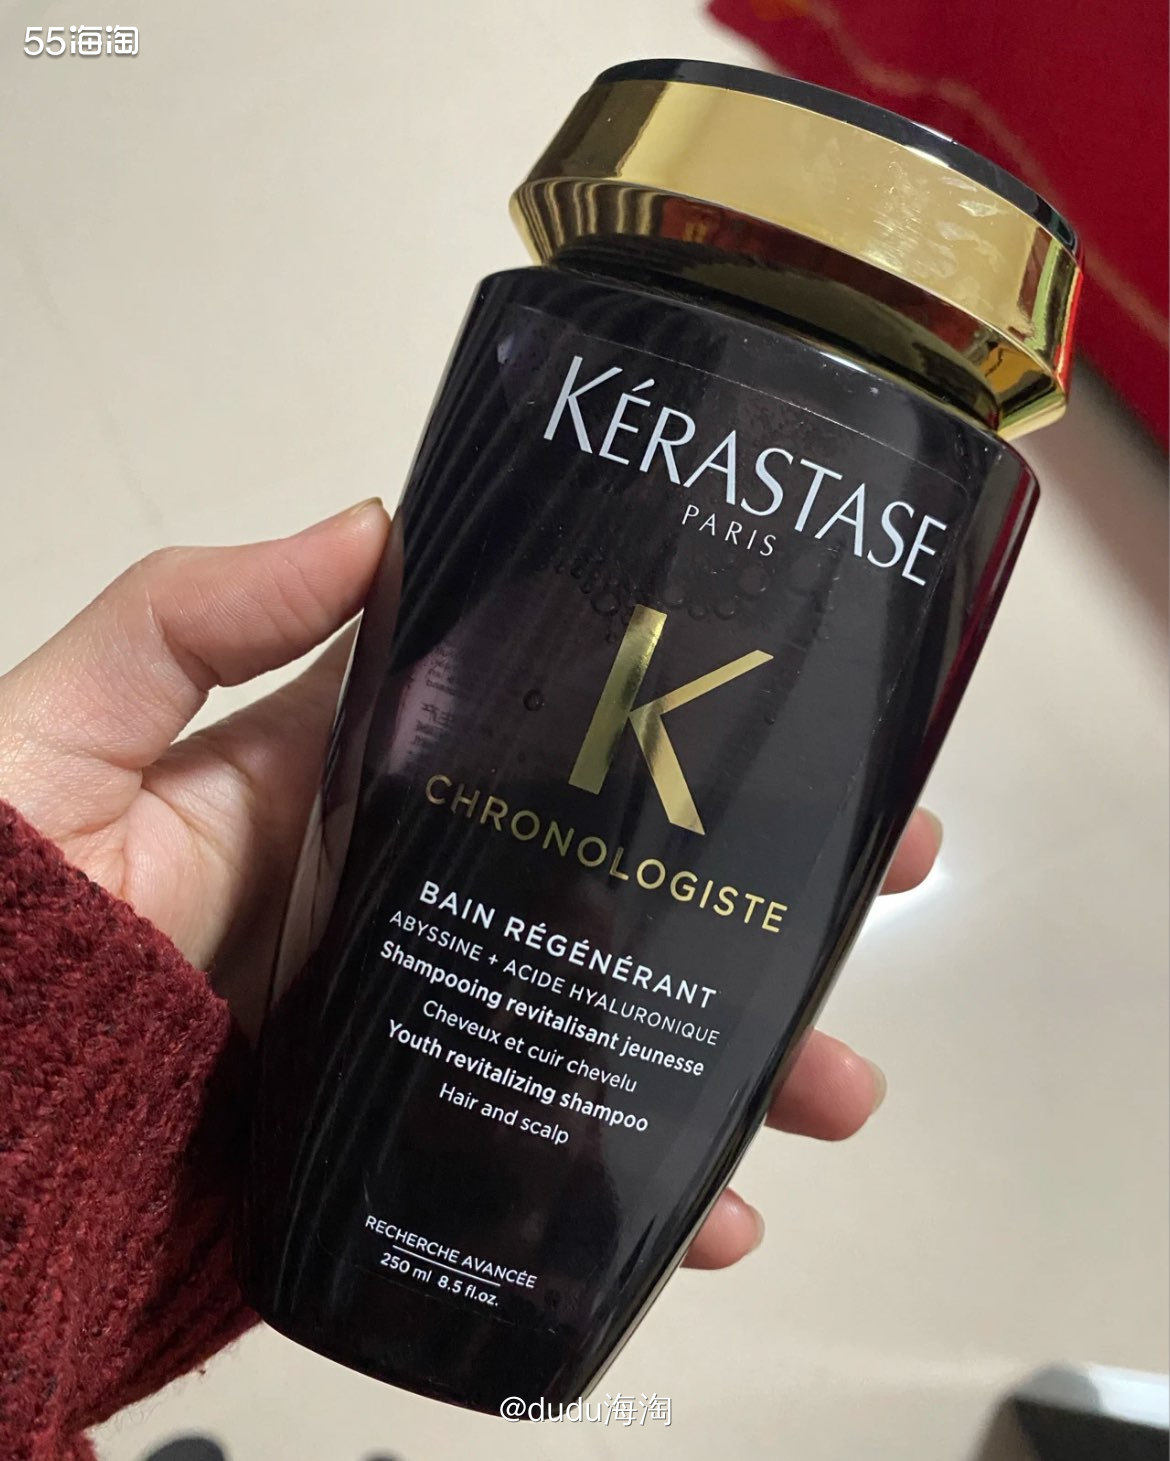 55海淘
KÉRASTASE
PARIS
K
CHRONOLOGISTE
BAIN RÉGÉNÉRANT
ABYSSINE + ACIDE HYALURONIQUE
Shampooing revitalisant jeunesse
Cheveux et cuir chevelu
Youth revitalizing shampoo
Hair and scalp
RECHERCHE AVANCÉE
250 ml 8.5 fl.oz.
@dudu海淘